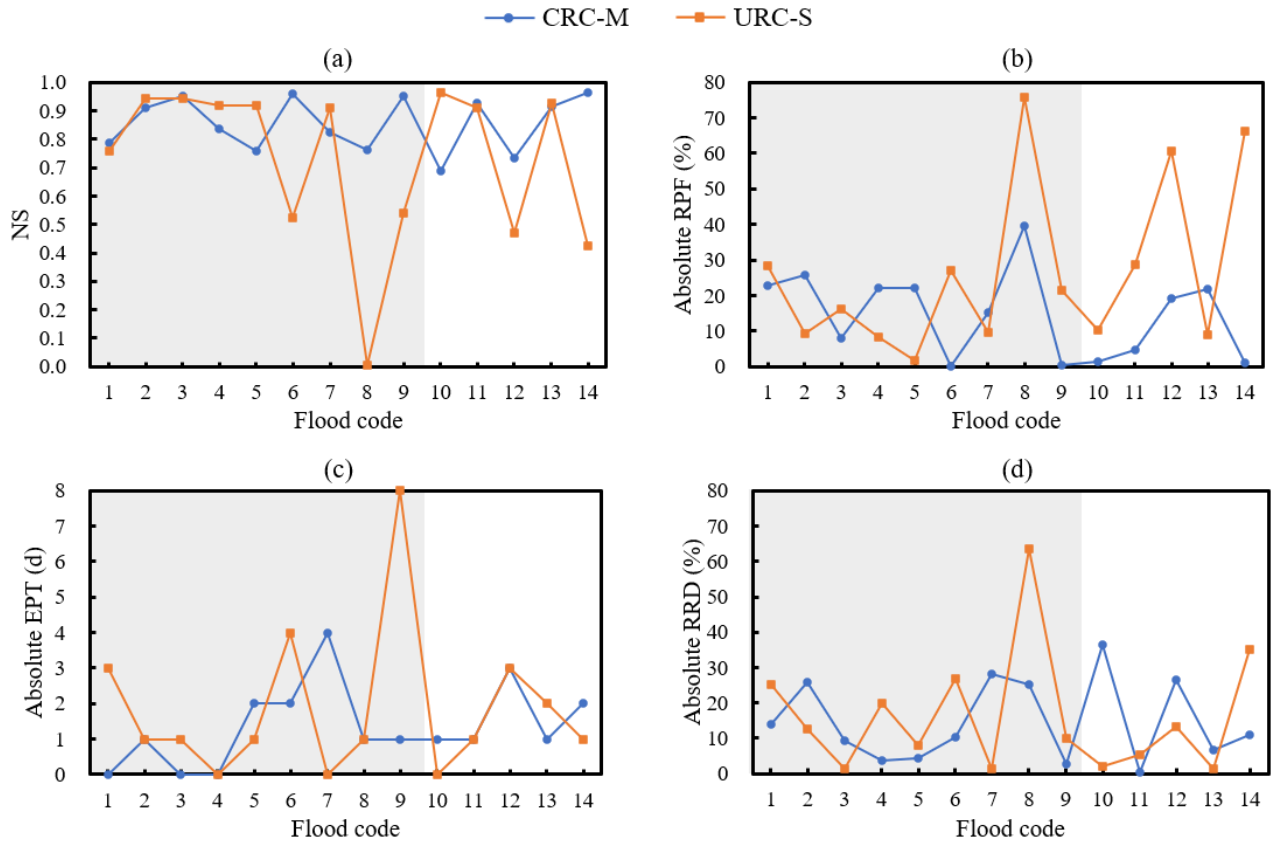 CRC-M URC-S
(a)
1.0
0.9
0.8
0.7
0.6
0.5
0.4
0.3
0.2
0.1
0.0
NS
1 2 3 4 5 6 7 8 9 10 11 12 13 14
Flood code
(b)
80
70
60
50
40
30
20
10
0
Absolute RPF (%)
1 2 3 4 5 6 7 8 9 10 11 12 13 14
Flood code
(c)
8
7
6
5
4
3
2
1
0
Absolute EPT (d)
1 2 3 4 5 6 7 8 9 10 11 12 13 14
Flood code
(d)
80
70
60
50
40
30
20
10
0
Absolute RRD (%)
1 2 3 4 5 6 7 8 9 10 11 12 13 14
Flood code